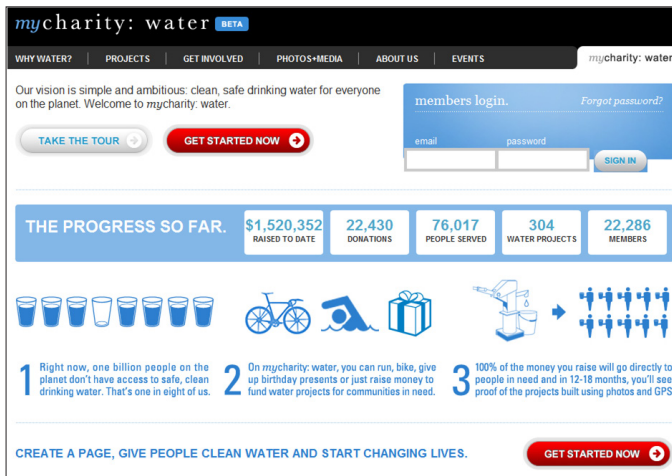 mycharity: water BETA
WHY WATER? PROJECTS GET INVOLVED PHOTOS+MEDIA ABOUT US EVENTS mycharity: water
Our vision is simple and ambitious: clean, safe drinking water for everyone
on the planet. Welcome to mycharity: water.
TAKE THE TOUR GET STARTED NOW
members login. Forgot password?
email password
SIGN IN
THE PROGRESS SO FAR.
$1,520,352 22,430 76,017 304 22,286
RAISED TO DATE DONATIONS PEOPLE SERVED WATER PROJECTS MEMBERS
1 Right now, one billion people on the
planet don't have access to safe, clean
drinking water. That's one in eight of us.
2 On mycharity: water, you can run, bike, give
up birthday presents or just raise money to
fund water projects for communities in need.
3 100% of the money you raise will go directly to
people in need and in 12-18 months, you'll see
proof of the projects built using photos and GPS
CREATE A PAGE, GIVE PEOPLE CLEAN WATER AND START CHANGING LIVES.
GET STARTED NOW